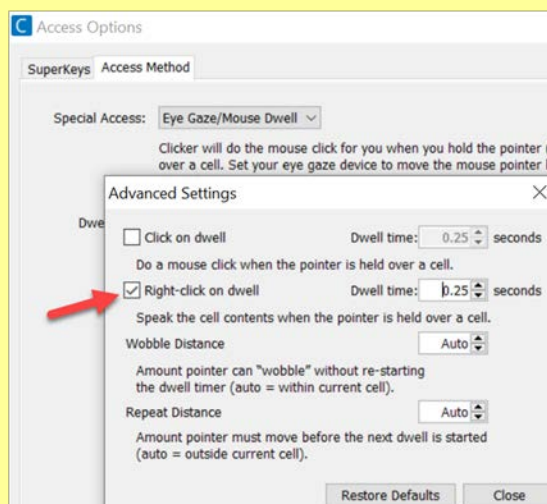 C Access Options
SuperKeys Access Method
Special Access: Eye Gaze/Mouse Dwell
Clicker will do the mouse click for you when you hold the pointer
over a cell. Set your eye gaze device to move the mouse pointer
Advanced Settings
Dwe
Click on dwell Dwell time: 0.25 seconds
Do a mouse click when the pointer is held over a cell.
Right-click on dwell Dwell time: 0.25 seconds
Speak the cell contents when the pointer is held over a cell.
Wobble Distance Auto
Amount pointer can "wobble" without re-starting
the dwell timer (auto = within current cell).
Repeat Distance Auto
Amount pointer must move before the next dwell is started
(auto = outside current cell).
Restore Defaults Close